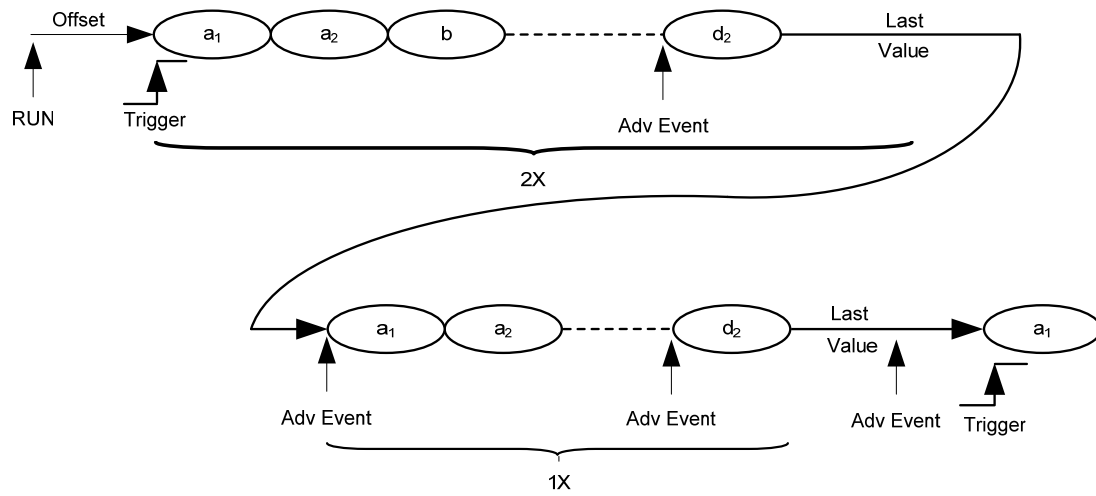 Offset
a₁ a₂ b d₂
Last
Value
RUN
Trigger
Adv Event
2X
a₁ a₂ d₂
Last
Value
a₁
Adv Event
Adv Event
Adv Event
Trigger
1X